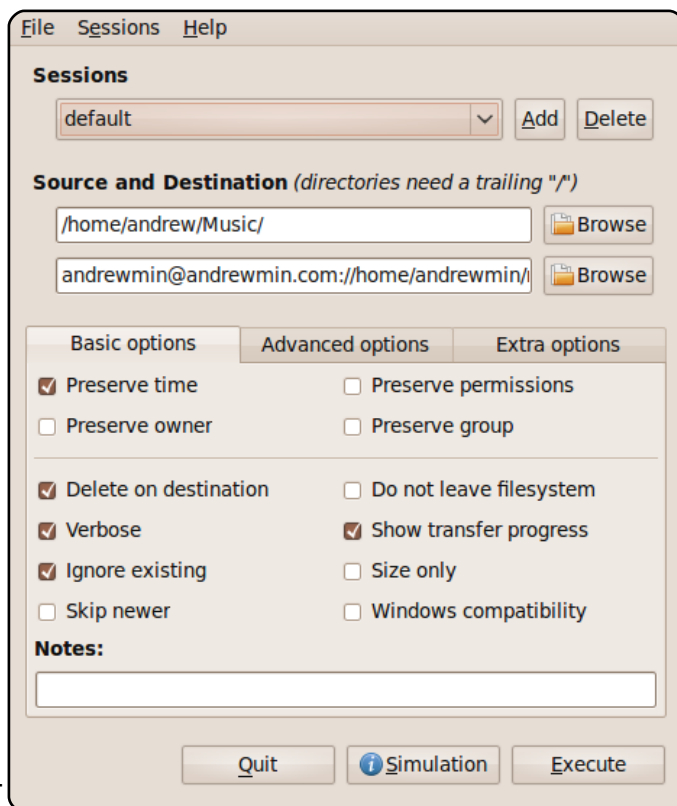 File Sessions Help
Sessions
default Add Delete
Source and Destination (directories need a trailing "/")
/home/andrew/Music/ Browse
andrewmin@andrewmin.com://home/andrewmin/ Browse
Basic options Advanced options Extra options
Preserve time Preserve permissions
Preserve owner Preserve group
Delete on destination Do not leave filesystem
Verbose Show transfer progress
Ignore existing Size only
Skip newer Windows compatibility
Notes:
Quit Simulation Execute